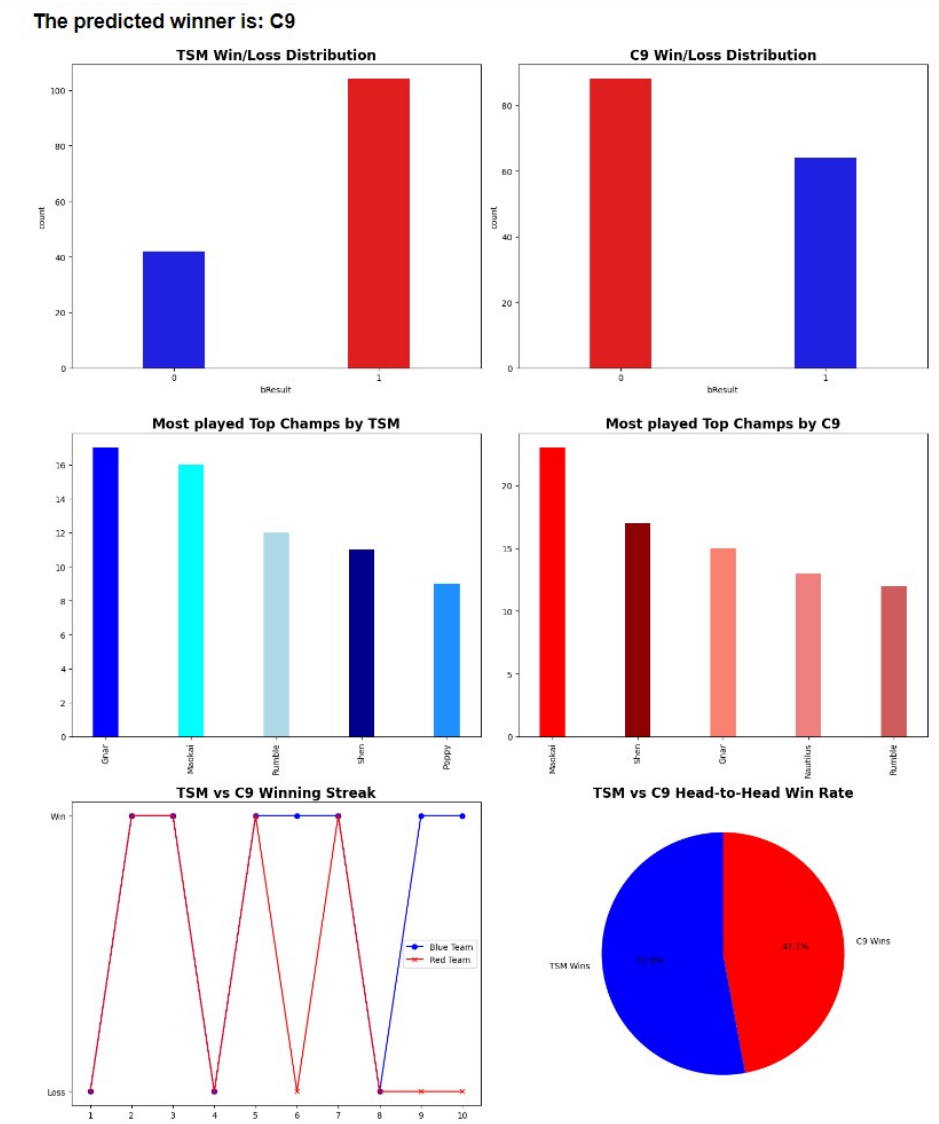 The predicted winner is: C9
TSM Win/Loss Distribution
100
80
60
40
20
0
count
0
1
bResult
C9 Win/Loss Distribution
80
60
40
20
0
count
0
1
bResult
Most played Top Champs by TSM
16
14
12
10
8
6
4
2
0
Gnar
Maokai
Rumble
shen
Poppy
Most played Top Champs by C9
20
15
10
5
0
Maokai
shen
Gnar
Nautilus
Rumble
TSM vs C9 Winning Streak
Win
Loss
Blue Team
Red Team
1
2
3
4
5
6
7
8
9
10
TSM vs C9 Head-to-Head Win Rate
TSM Wins
52.9%
C9 Wins
47.1%